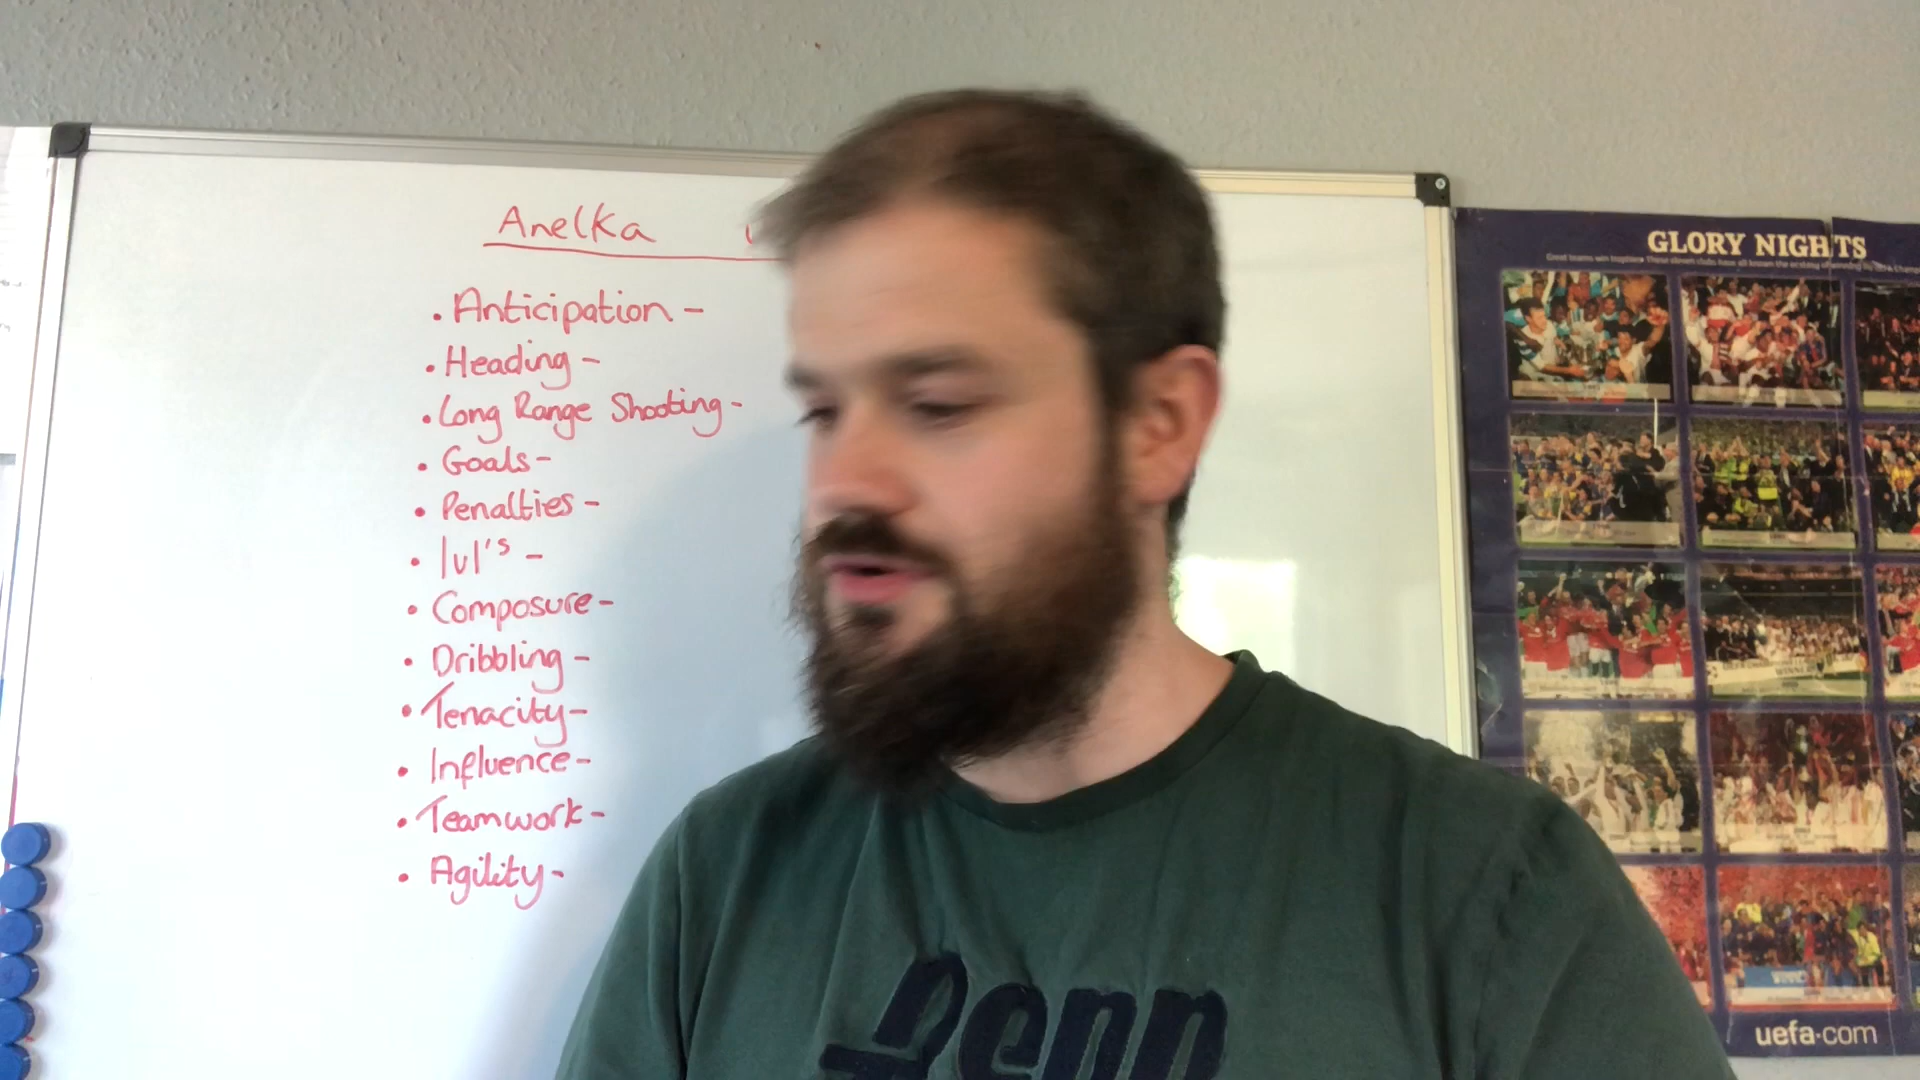 Anelka
• Anticipation -
• Heading -
• Long Range Shooting -
• Goals -
• Penalties -
• 1v1's -
• Composure -
• Dribbling -
• Tenacity -
• Influence -
• Teamwork -
• Agility -
GLORY NIGHTS
uefa.com